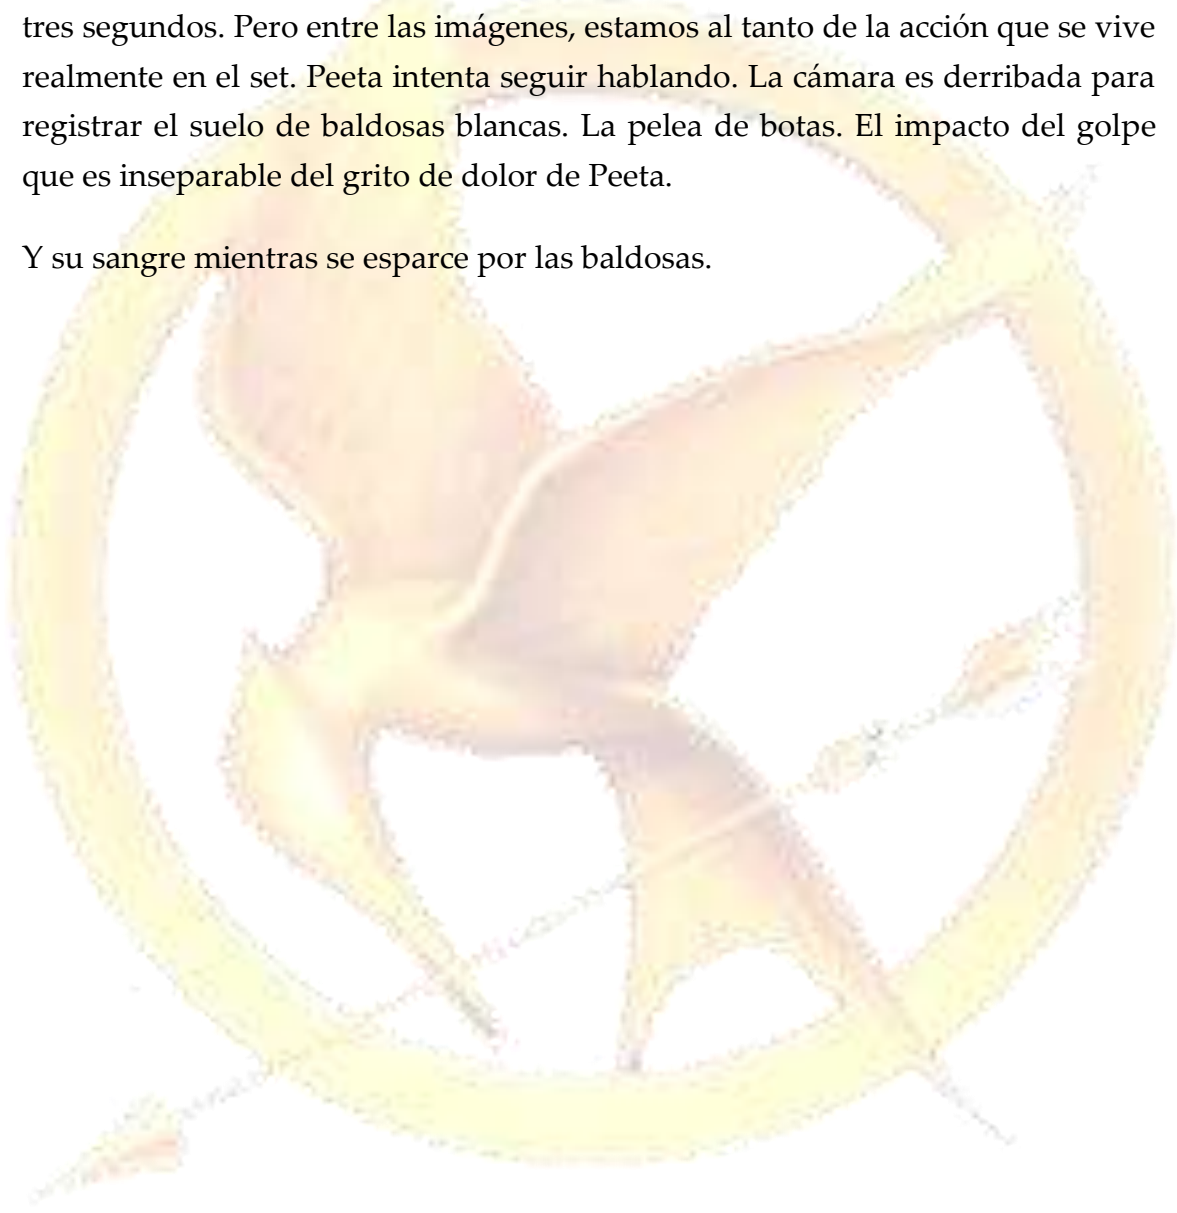 tres segundos. Pero entre las imágenes, estamos al tanto de la acción que se vive
realmente en el set. Peeta intenta seguir hablando. La cámara es derribada para
registrar el suelo de baldosas blancas. La pelea de botas. El impacto del golpe
que es inseparable del grito de dolor de Peeta.
Y su sangre mientras se esparce por las baldosas.